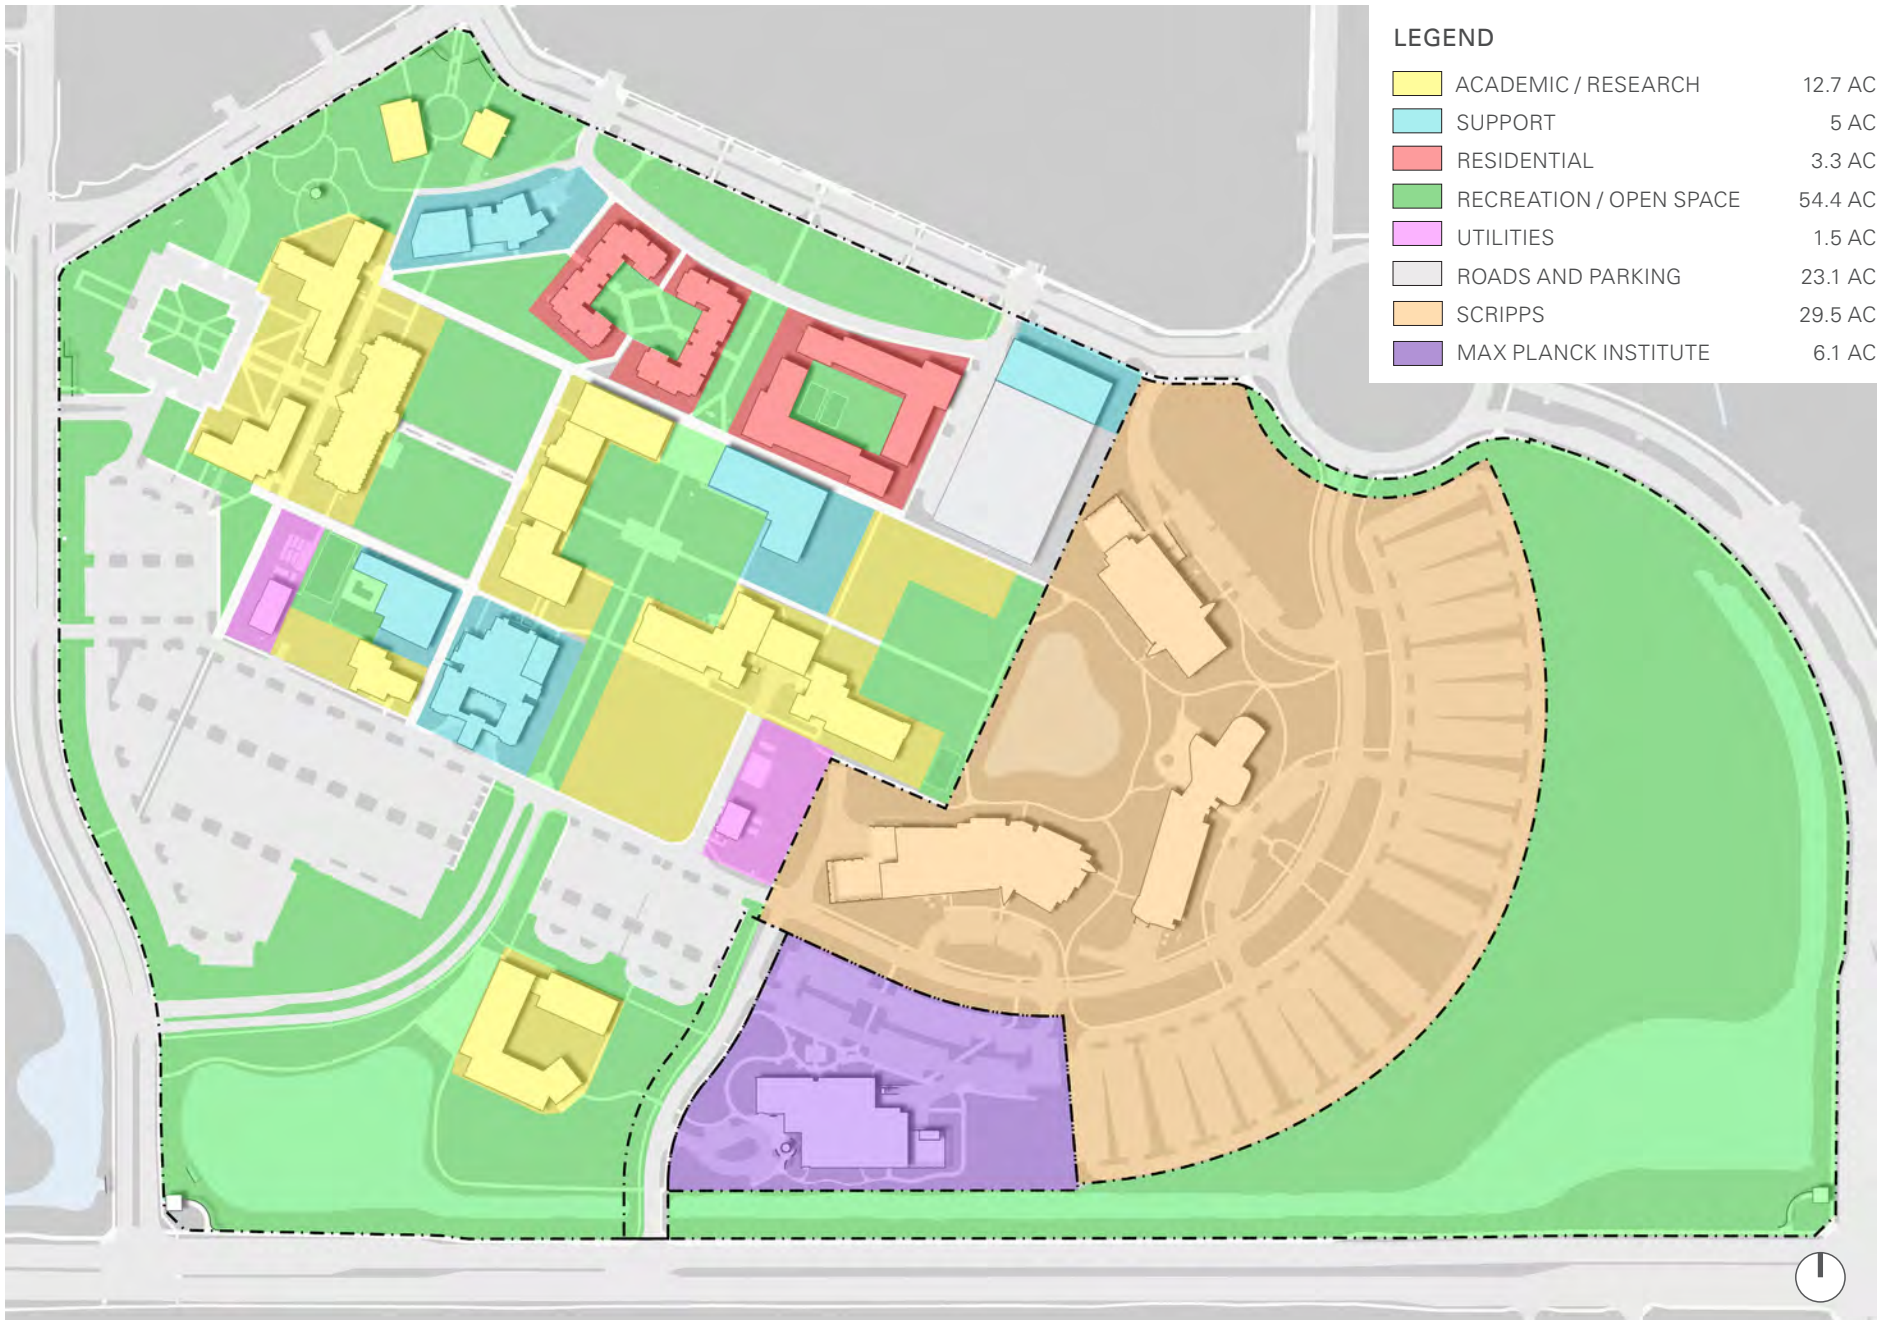 LEGEND
ACADEMIC / RESEARCH 12.7 AC
SUPPORT 5 AC
RESIDENTIAL 3.3 AC
RECREATION / OPEN SPACE 54.4 AC
UTILITIES 1.5 AC
ROADS AND PARKING 23.1 AC
SCRIPPS 29.5 AC
MAX PLANCK INSTITUTE 6.1 AC